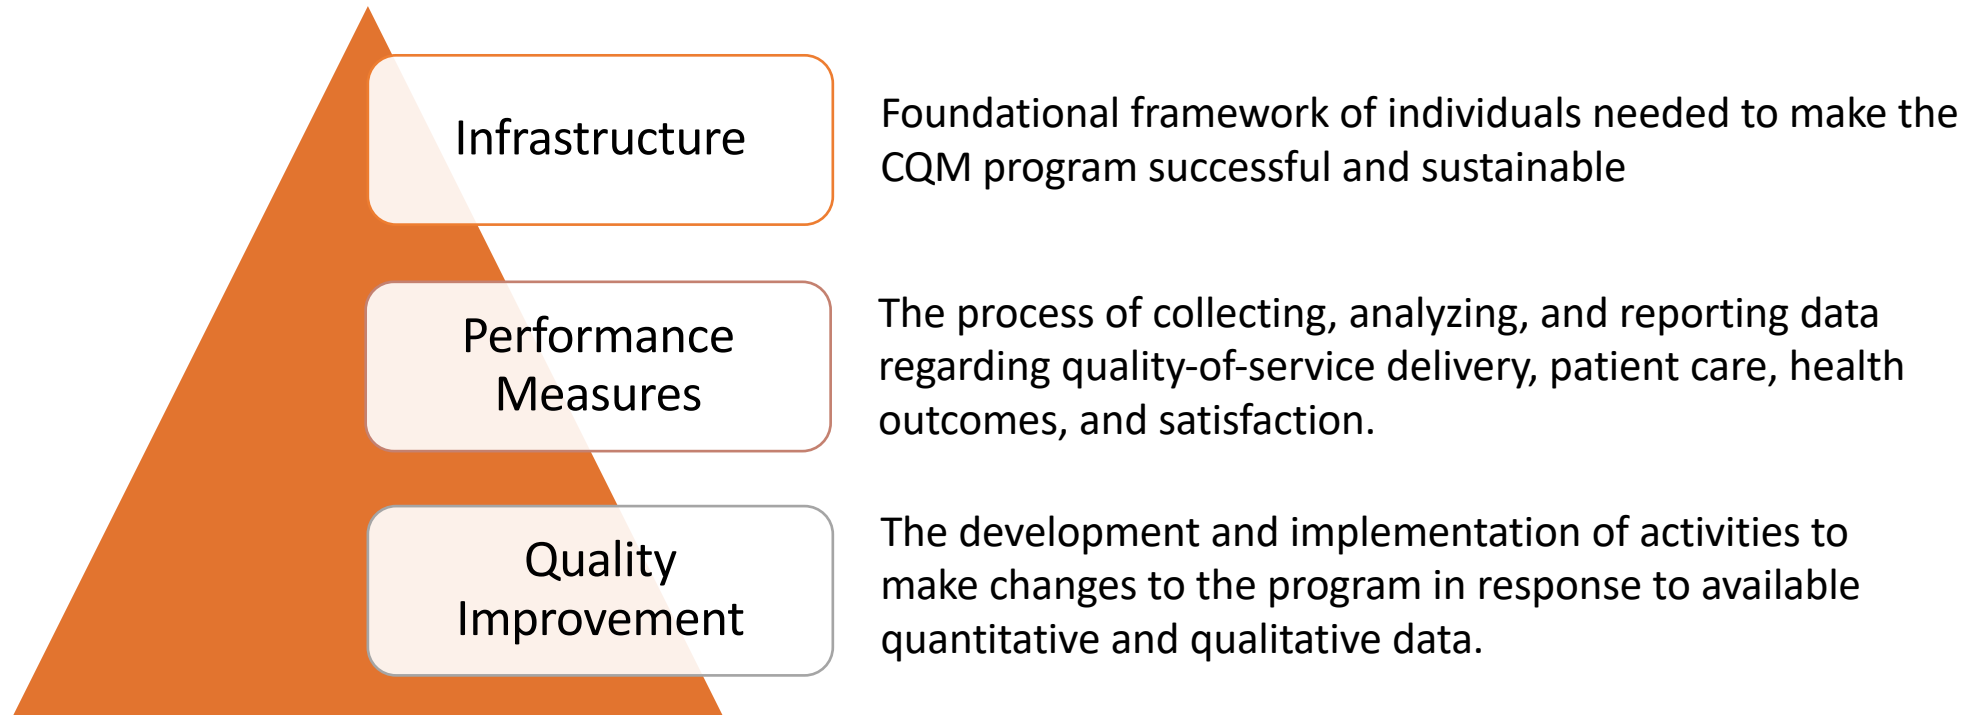 Infrastructure
Foundational framework of individuals needed to make the
CQM program successful and sustainable
Performance
Measures
The process of collecting, analyzing, and reporting data
regarding quality-of-service delivery, patient care, health
outcomes, and satisfaction.
Quality
Improvement
The development and implementation of activities to
make changes to the program in response to available
quantitative and qualitative data.